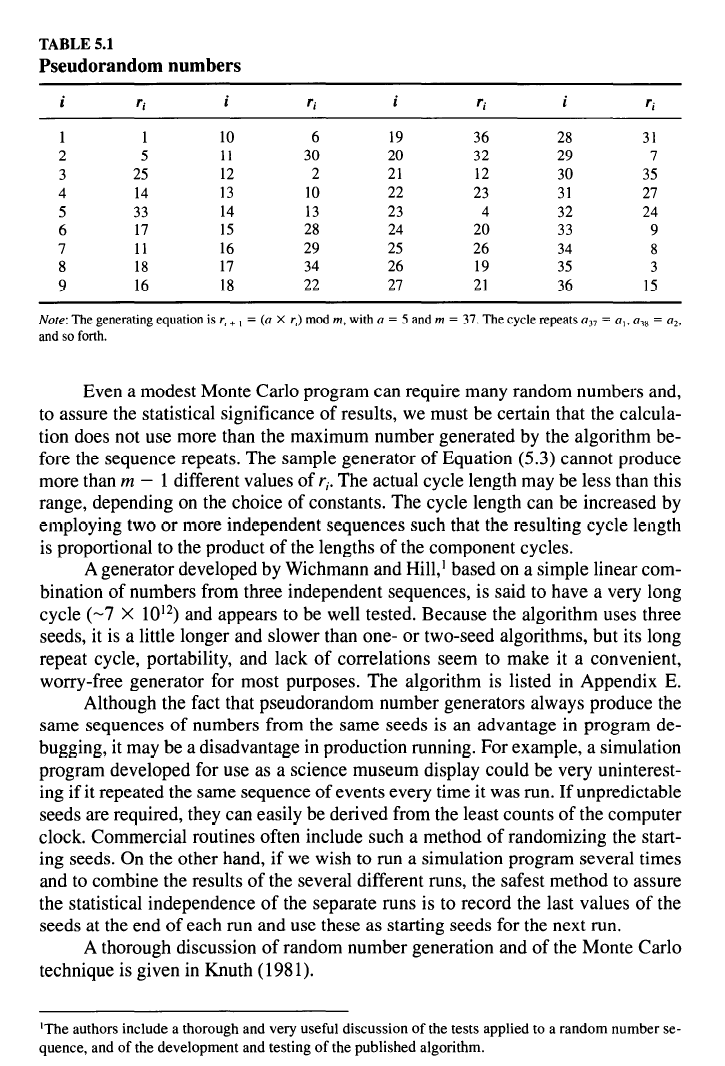 TABLE 5.1
Pseudorandom numbers
i rᵢ i rᵢ i rᵢ i rᵢ
1 1 10 6 19 36 28 31
2 5 11 30 20 32 29 7
3 25 12 2 21 12 30 35
4 14 13 10 22 23 31 27
5 33 14 13 23 4 32 24
6 17 15 28 24 20 33 9
7 11 16 29 25 26 34 8
8 18 17 34 26 19 35 3
9 16 18 22 27 21 36 15
Note: The generating equation is rᵢ₊₁ = (a × rᵢ) mod m, with a = 5 and m = 37. The cycle repeats a₃₇ = a₁, a₃₈ = a₂,
and so forth.
Even a modest Monte Carlo program can require many random numbers and,
to assure the statistical significance of results, we must be certain that the calcula-
tion does not use more than the maximum number generated by the algorithm be-
fore the sequence repeats. The sample generator of Equation (5.3) cannot produce
more than m − 1 different values of rᵢ. The actual cycle length may be less than this
range, depending on the choice of constants. The cycle length can be increased by
employing two or more independent sequences such that the resulting cycle length
is proportional to the product of the lengths of the component cycles.
A generator developed by Wichmann and Hill,¹ based on a simple linear com-
bination of numbers from three independent sequences, is said to have a very long
cycle (~7 × 10¹²) and appears to be well tested. Because the algorithm uses three
seeds, it is a little longer and slower than one- or two-seed algorithms, but its long
repeat cycle, portability, and lack of correlations seem to make it a convenient,
worry-free generator for most purposes. The algorithm is listed in Appendix E.
Although the fact that pseudorandom number generators always produce the
same sequences of numbers from the same seeds is an advantage in program de-
bugging, it may be a disadvantage in production running. For example, a simulation
program developed for use as a science museum display could be very uninterest-
ing if it repeated the same sequence of events every time it was run. If unpredictable
seeds are required, they can easily be derived from the least counts of the computer
clock. Commercial routines often include such a method of randomizing the start-
ing seeds. On the other hand, if we wish to run a simulation program several times
and to combine the results of the several different runs, the safest method to assure
the statistical independence of the separate runs is to record the last values of the
seeds at the end of each run and use these as starting seeds for the next run.
A thorough discussion of random number generation and of the Monte Carlo
technique is given in Knuth (1981).
¹The authors include a thorough and very useful discussion of the tests applied to a random number se-
quence, and of the development and testing of the published algorithm.